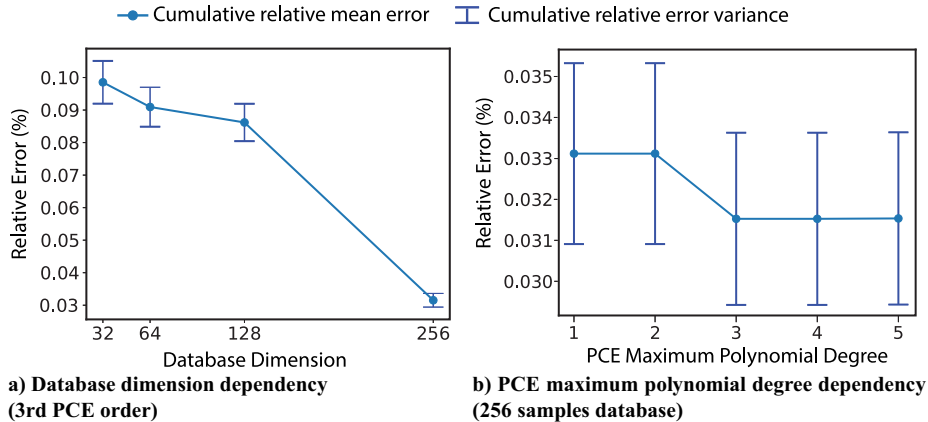 Cumulative relative mean error
Cumulative relative error variance
Relative Error (%)
0.10
0.09
0.08
0.07
0.06
0.05
0.04
0.03
32
64
128
256
Database Dimension
a) Database dimension dependency
(3rd PCE order)
Relative Error (%)
0.035
0.034
0.033
0.032
0.031
0.030
1
2
3
4
5
PCE Maximum Polynomial Degree
b) PCE maximum polynomial degree dependency
(256 samples database)